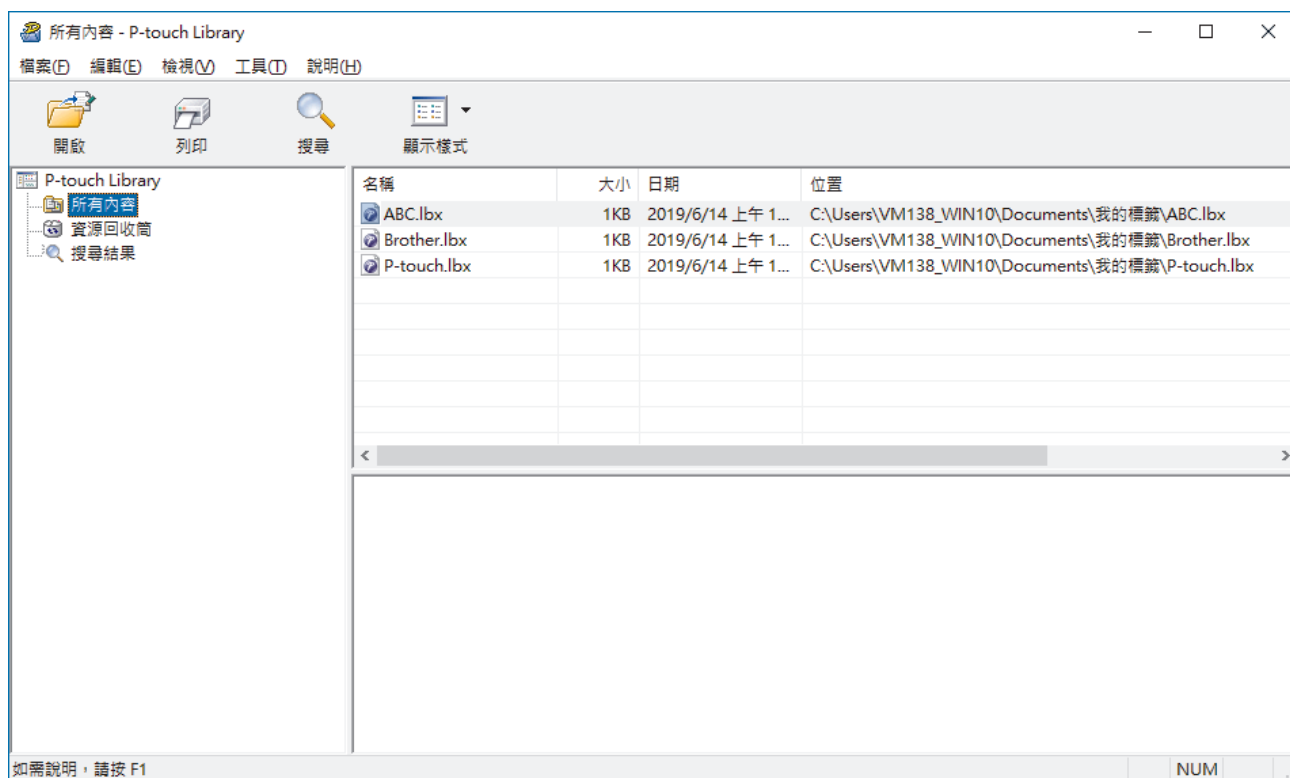 所有內容 - P-touch Library
檔案(F) 編輯(E) 檢視(V) 工具(T) 說明(H)
開啟 列印 搜尋 顯示樣式
P-touch Library
所有內容
資源回收筒
搜尋結果
名稱 大小 日期 位置
ABC.lbx 1KB 2019/6/14 上午 1... C:\Users\VM138_WIN10\Documents\我的標籤\ABC.lbx
Brother.lbx 1KB 2019/6/14 上午 1... C:\Users\VM138_WIN10\Documents\我的標籤\Brother.lbx
P-touch.lbx 1KB 2019/6/14 上午 1... C:\Users\VM138_WIN10\Documents\我的標籤\P-touch.lbx
如需說明，請按 F1 NUM